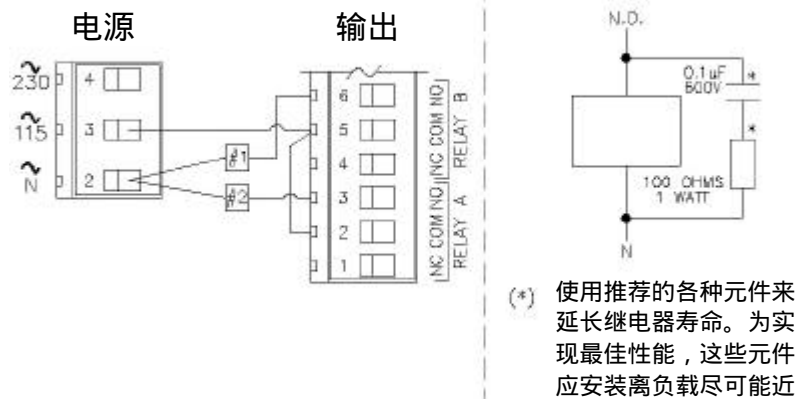 电源
输出
~
230
4
~
115
3
~
N
2
#1
#2
6
5
4
3
2
1
NC COM NO
RELAY B
NC COM NO
RELAY A
N.O.
0.1uF
600V
*
*
100 OHMS
1 WATT
N
(*) 使用推荐的各种元件来
延长继电器寿命。为实
现最佳性能，这些元件
应安装离负载尽可能近